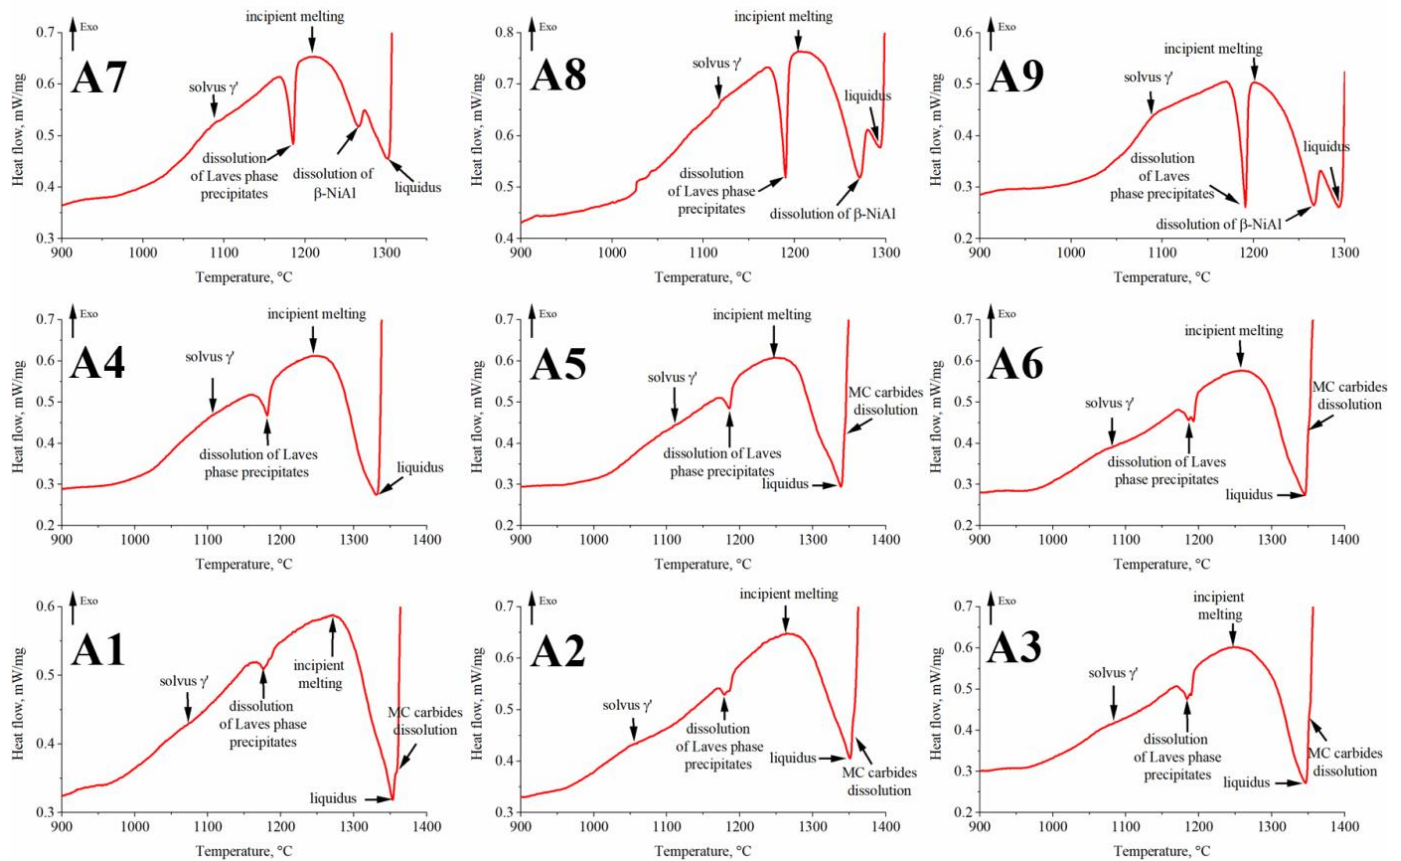 Exo
A7
incipient melting
solvus γ'
dissolution
of Laves phase
precipitates
dissolution of
β-NiAl
liquidus
Heat flow, mW/mg
0.7
0.6
0.5
0.4
0.3
900
1000
1100
1200
1300
Temperature, °C
Exo
A8
incipient melting
solvus γ'
liquidus
dissolution
of Laves phase
precipitates
dissolution of β-NiAl
Heat flow, mW/mg
0.8
0.7
0.6
0.5
0.4
900
1000
1100
1200
1300
Temperature, °C
Exo
A9
incipient melting
solvus γ'
dissolution
of Laves
phase precipitates
liquidus
dissolution of β-NiAl
Heat flow, mW/mg
0.6
0.5
0.4
0.3
0.2
900
1000
1100
1200
1300
Temperature, °C
Exo
A4
incipient melting
solvus γ'
dissolution of Laves
phase precipitates
liquidus
Heat flow, mW/mg
0.7
0.6
0.5
0.4
0.3
0.2
900
1000
1100
1200
1300
1400
Temperature, °C
Exo
A5
incipient melting
solvus γ'
MC carbides
dissolution
dissolution of Laves
phase precipitates
liquidus
Heat flow, mW/mg
0.7
0.6
0.5
0.4
0.3
0.2
900
1000
1100
1200
1300
1400
Temperature, °C
Exo
A6
incipient melting
MC carbides
dissolution
solvus γ'
dissolution of Laves
phase precipitates
liquidus
Heat flow, mW/mg
0.7
0.6
0.5
0.4
0.3
0.2
900
1000
1100
1200
1300
1400
Temperature, °C
Exo
A1
incipient
melting
solvus γ'
dissolution
of Laves phase
precipitates
MC carbides
dissolution
liquidus
Heat flow, mW/mg
0.6
0.5
0.4
0.3
900
1000
1100
1200
1300
1400
Temperature, °C
Exo
A2
incipient melting
solvus γ'
dissolution
of Laves phase
precipitates
liquidus
MC carbides
dissolution
Heat flow, mW/mg
0.7
0.6
0.5
0.4
0.3
900
1000
1100
1200
1300
1400
Temperature, °C
Exo
A3
incipient
melting
solvus γ'
dissolution
of Laves phase
precipitates
MC carbides
dissolution
liquidus
Heat flow, mW/mg
0.7
0.6
0.5
0.4
0.3
0.2
900
1000
1100
1200
1300
1400
Temperature, °C